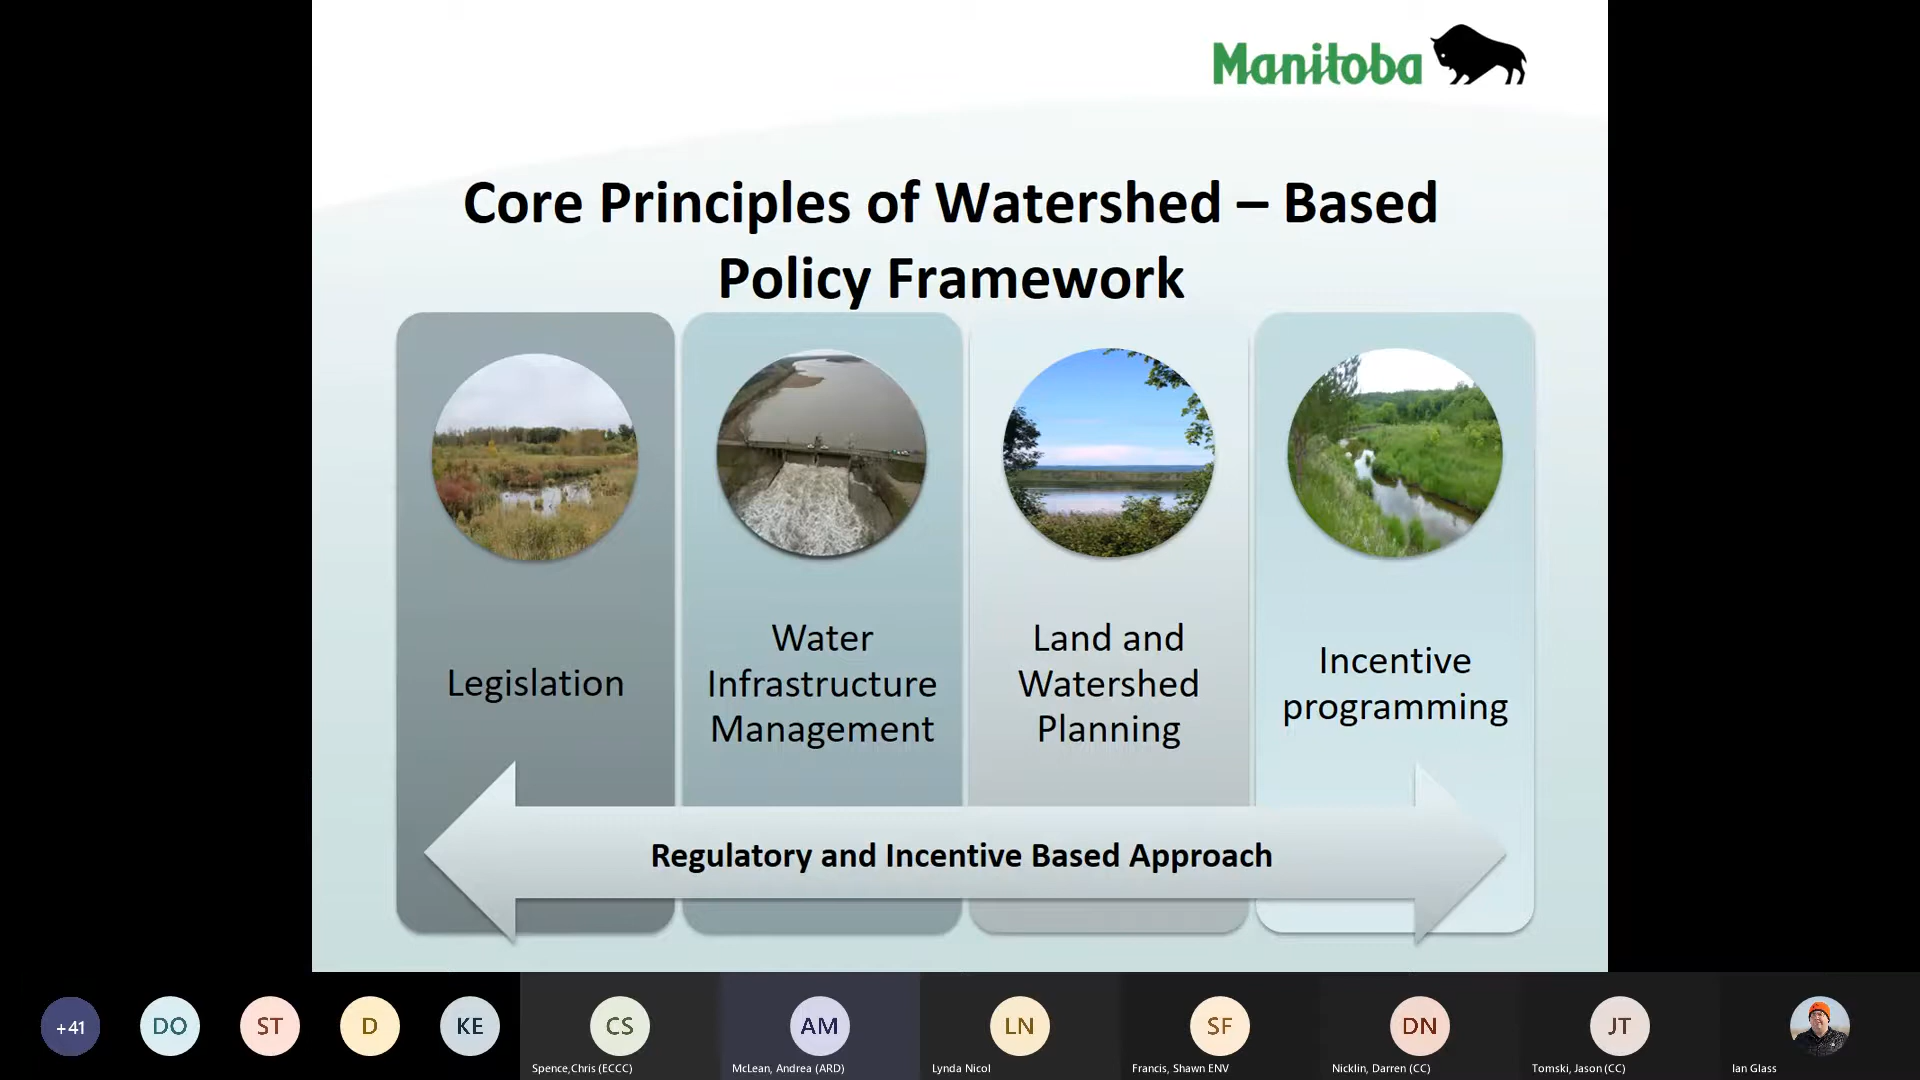 Manitoba
Core Principles of Watershed – Based
Policy Framework
Legislation
Water
Infrastructure
Management
Land and
Watershed
Planning
Incentive
programming
Regulatory and Incentive Based Approach
+41
DO
ST
D
KE
CS
AM
LN
SF
DN
JT
Spence,Chris (ECCC)
McLean, Andrea (ARD)
Lynda Nicol
Francis, Shawn ENV
Nicklin, Darren (CC)
Tomski, Jason (CC)
Ian Glass